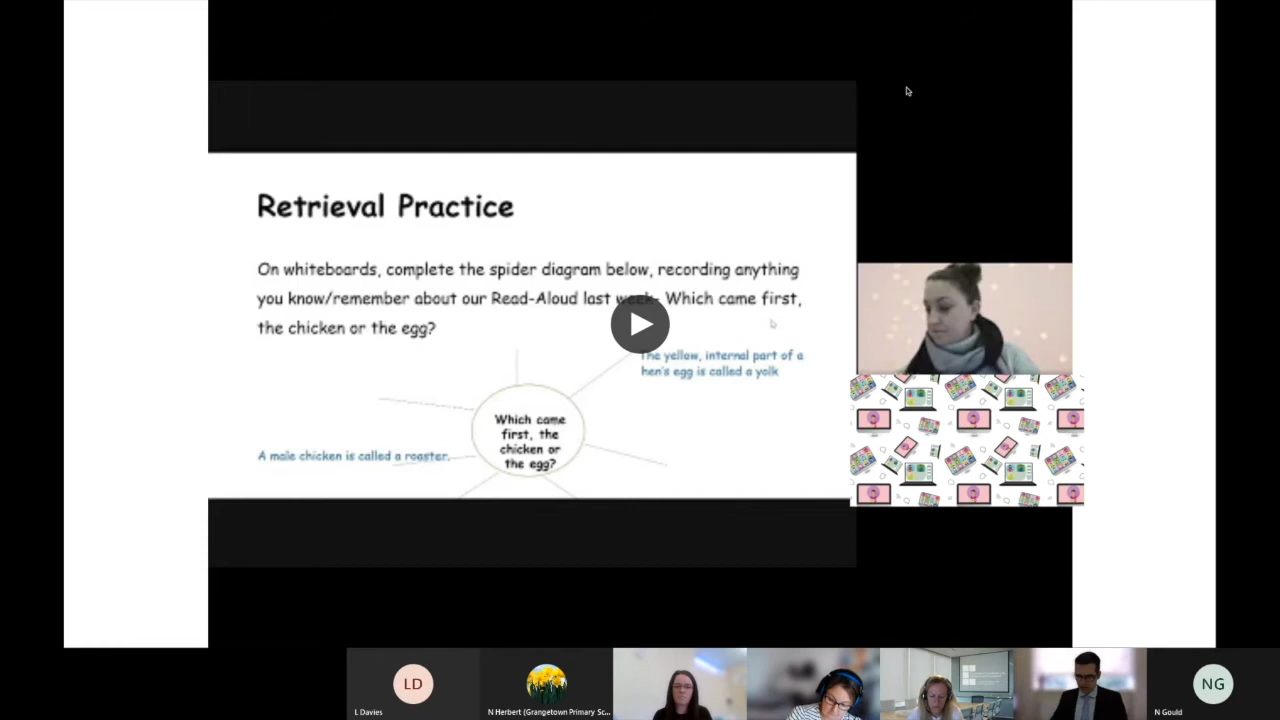 Retrieval Practice
On whiteboards, complete the spider diagram below, recording anything
you know/remember about our Read-Aloud last week- Which came first,
the chicken or the egg?
The yellow, internal part of a
hen's egg is called a yolk
Which came
first, the
chicken or
the egg?
A male chicken is called a rooster.
LD
NG
L Davies
N Herbert (Grangetown Primary Sc...
N Gould